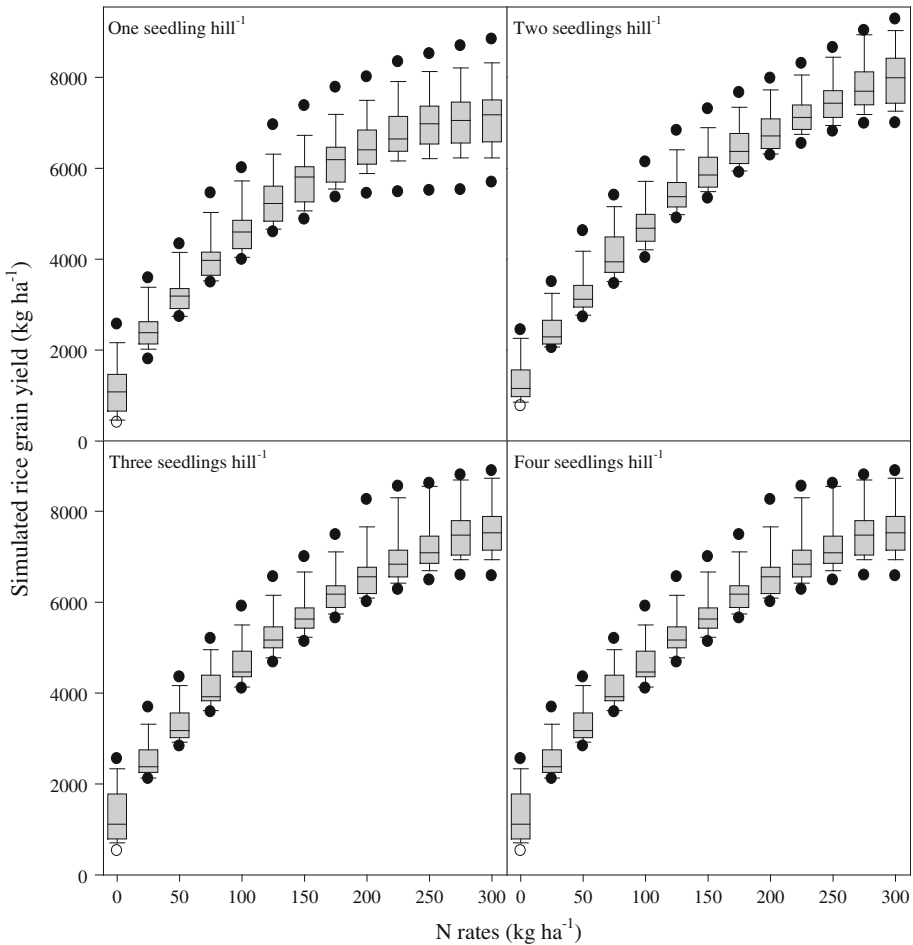 One seedling hill⁻¹
Two seedlings hill⁻¹
8000
6000
4000
2000
0
Three seedlings hill⁻¹
Four seedlings hill⁻¹
8000
6000
4000
2000
0
Simulated rice grain yield (kg ha⁻¹)
0 50 100 150 200 250 300 0 50 100 150 200 250 300
N rates (kg ha⁻¹)